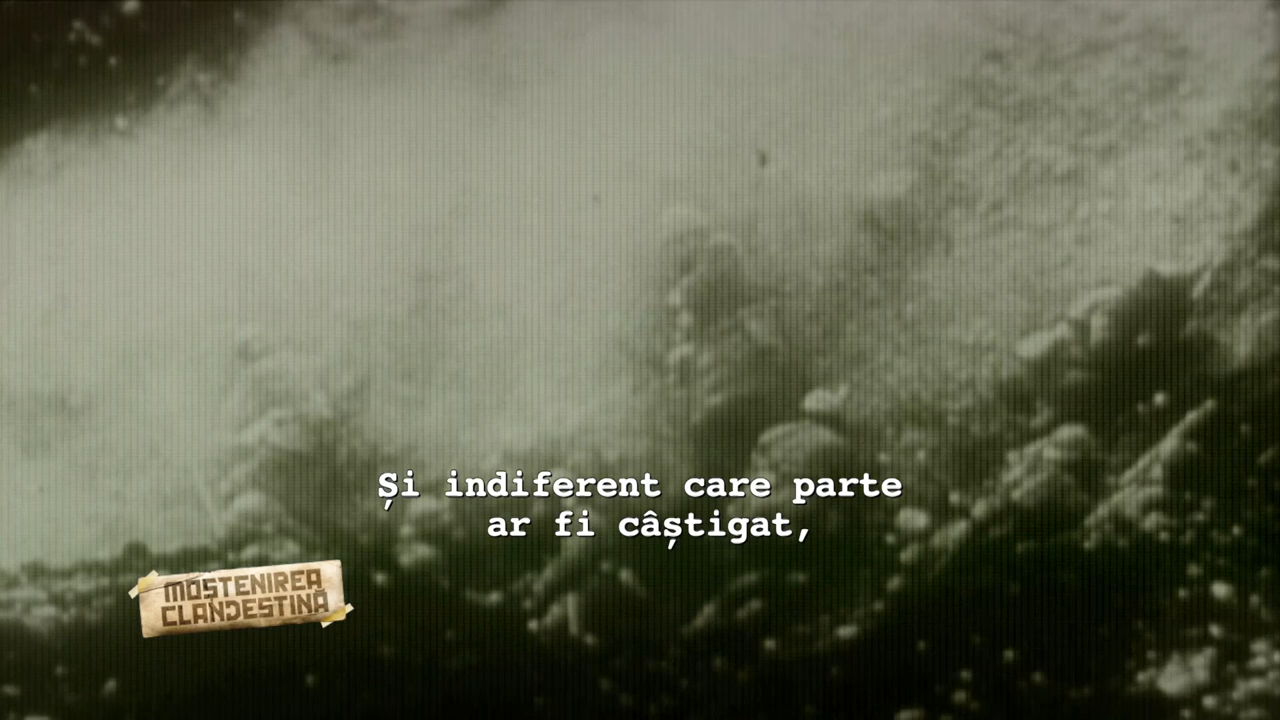 Și indiferent care parte
ar fi câștigat,
MOȘTENIREA
CLANDESTINĂ